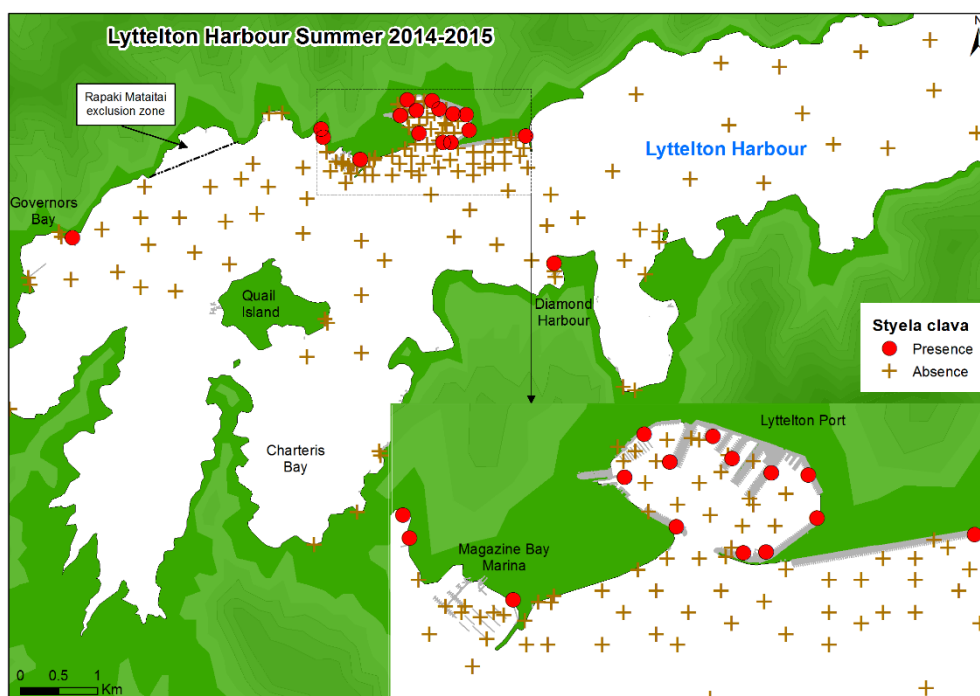 Lyttelton Harbour Summer 2014-2015
N
Rapaki Mataitai
exclusion zone
Lyttelton Harbour
Governors
Bay
Quail
Island
Diamond
Harbour
Styela clava
Presence
Absence
Charteris
Bay
Lyttelton Port
Magazine Bay
Marina
0 0.5 1
Km